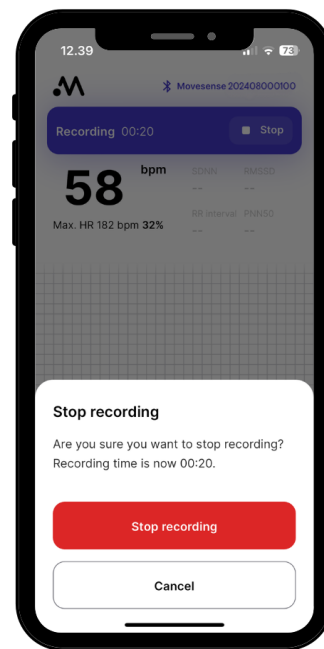 12.39
73
Movesense 202408000100
Recording 00:20
Stop
58 bpm
SDNN RMSSD
-- --
RR interval PNN50
-- --
Max. HR 182 bpm 32%
Stop recording
Are you sure you want to stop recording?
Recording time is now 00:20.
Stop recording
Cancel